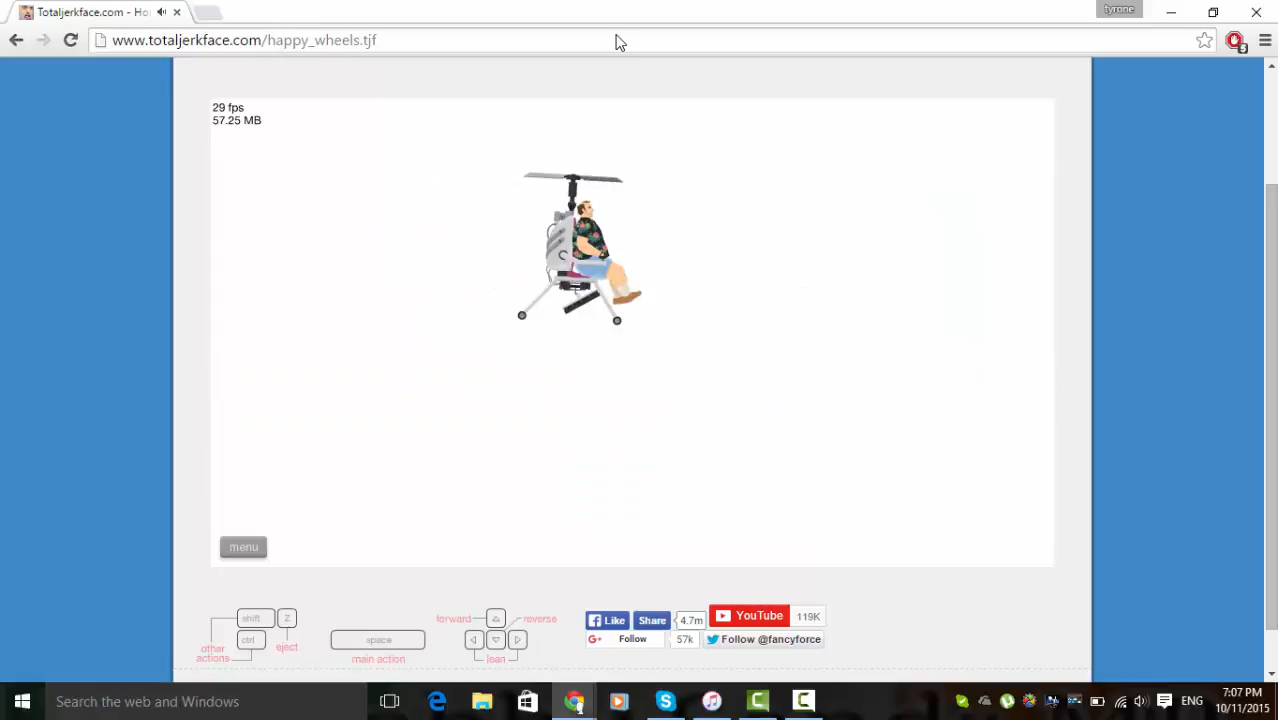 Totaljerkface.com - Ho
tyrone
www.totaljerkface.com/happy_wheels.tjf
3
29 fps
57.25 MB
menu
shift
Z
ctrl
other
actions
eject
space
main action
forward
reverse
lean
Like
Share
4.7m
YouTube
119K
G+
Follow
57k
Follow @fancyforce
Search the web and Windows
ENG
7:07 PM
10/11/2015